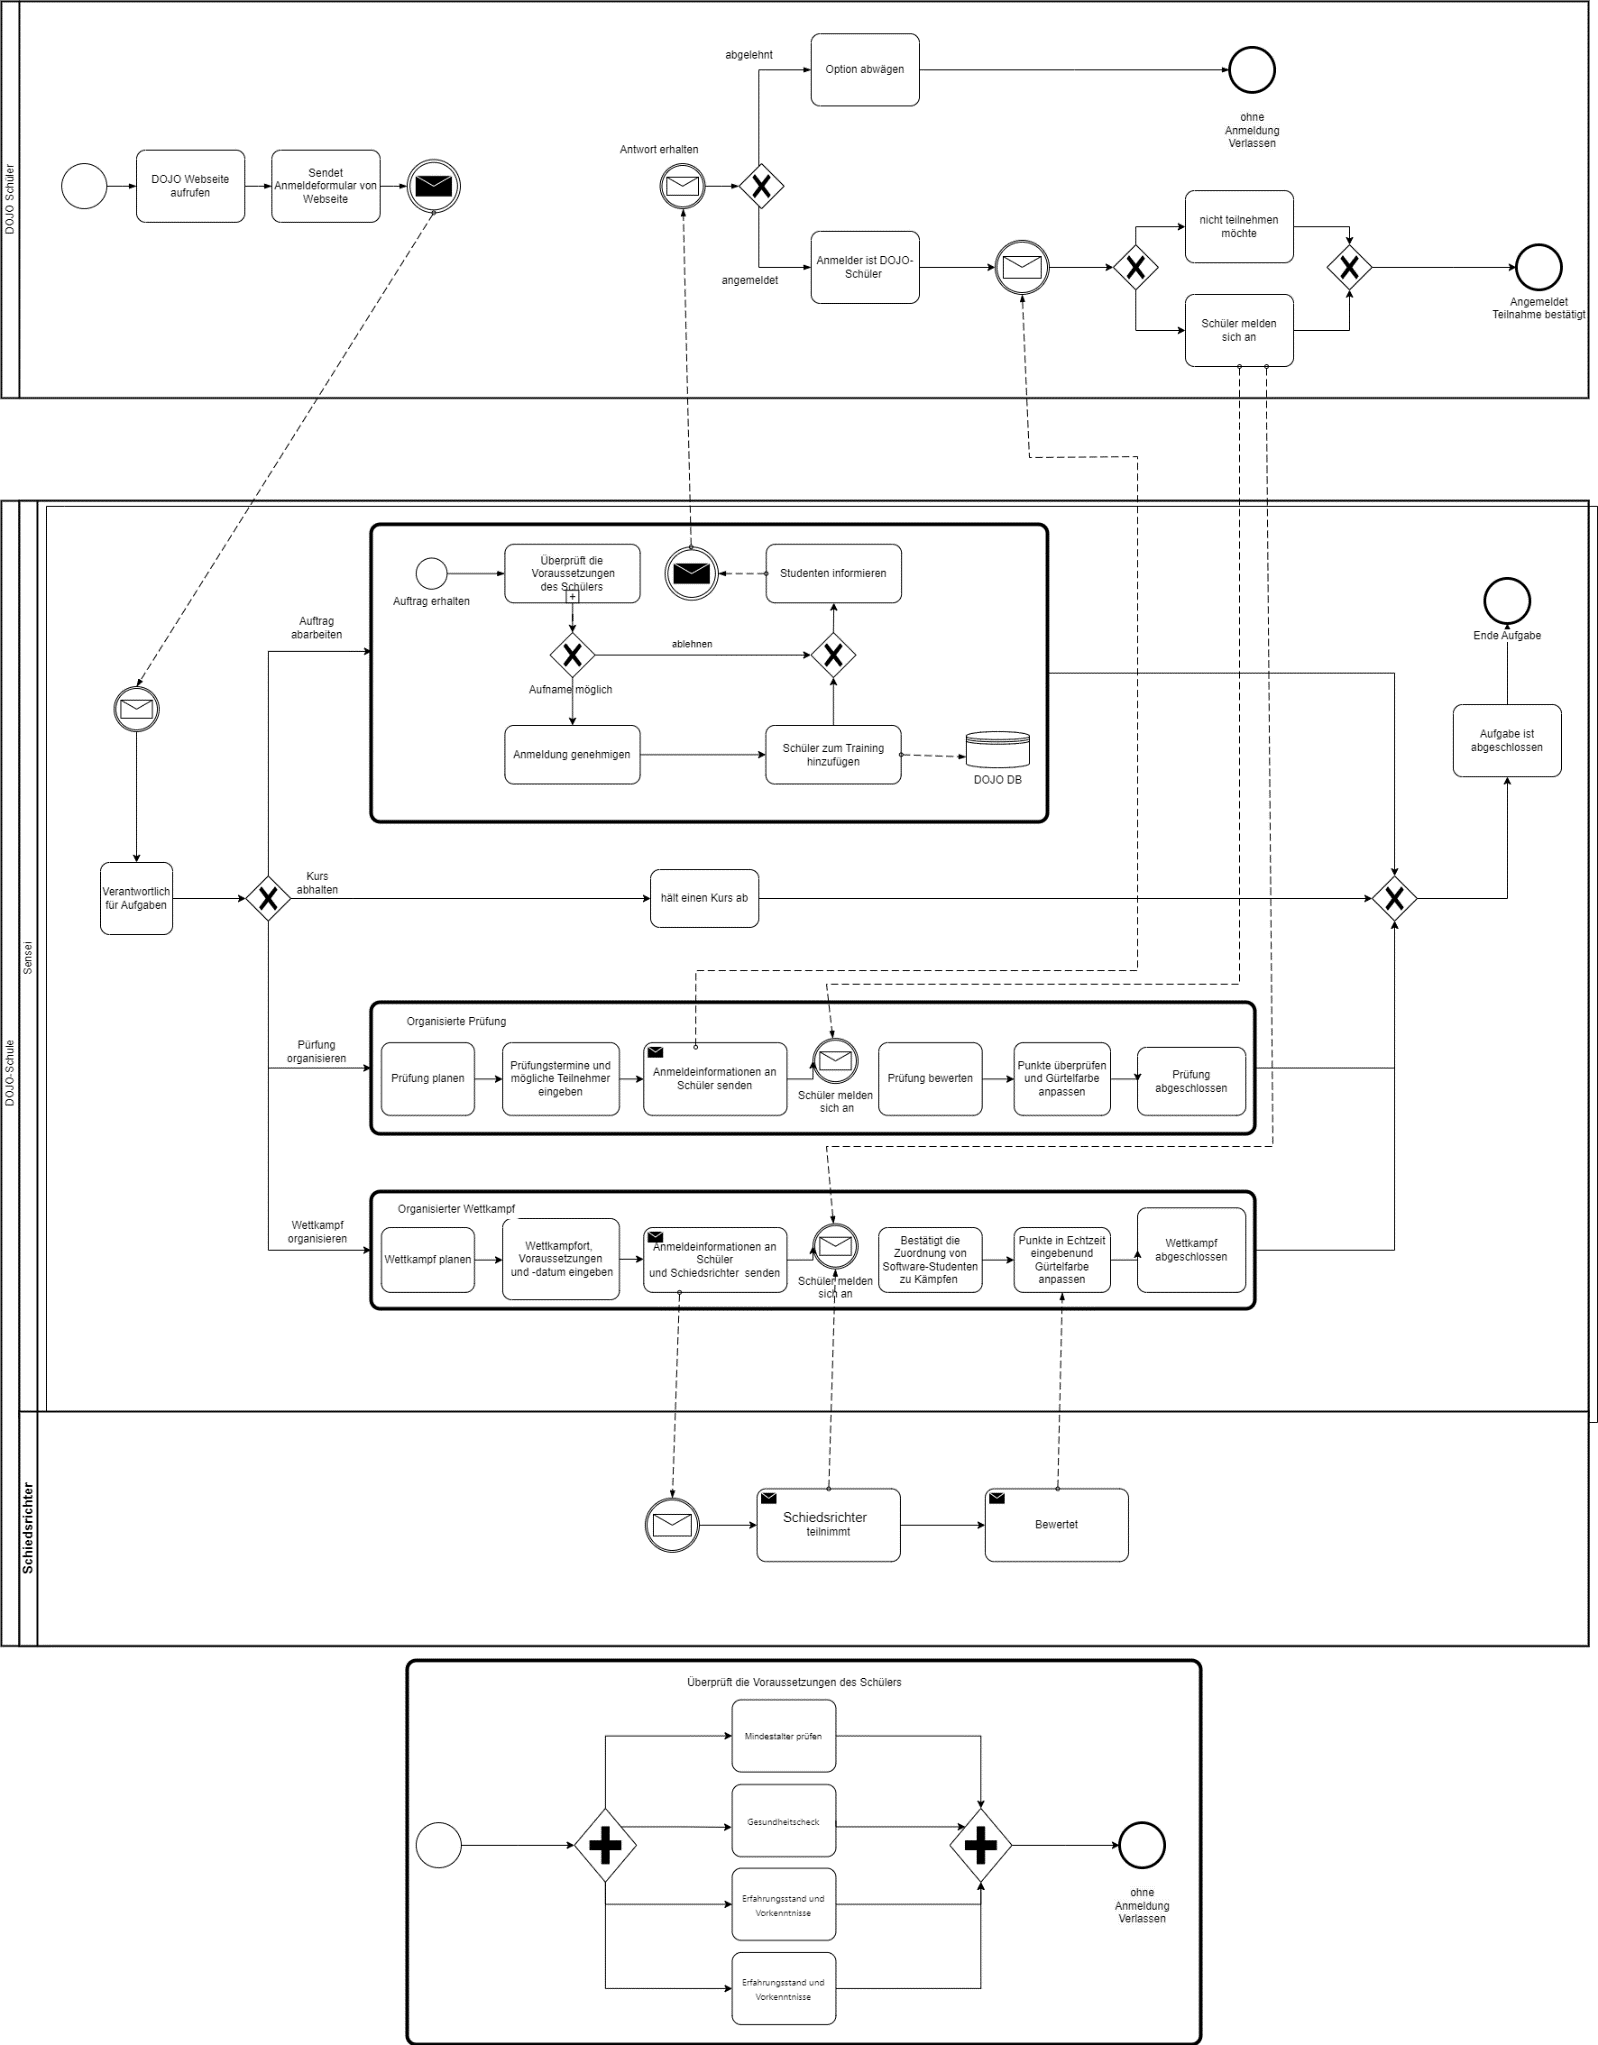 DOJO Schüler
abgelehnt
Option abwägen
ohne
Anmeldung
Verlassen
Antwort erhalten
DOJO Webseite
aufrufen
Sendet
Anmeldeformular von
Webseite
nicht teilnehmen
möchte
Anmelder ist DOJO-
Schüler
angemeldet
Angemeldet
Teilnahme bestätigt
Schüler melden
sich an
DOJO-Schule
Sensei
Überprüft die
Voraussetzungen
des Schülers
Studenten informieren
Auftrag erhalten
Auftrag
abarbeiten
ablehnen
Aufname möglich
Ende Aufgabe
Anmeldung genehmigen
Schüler zum Training
hinzufügen
DOJO DB
Aufgabe ist
abgeschlossen
Verantwortlich
für Aufgaben
Kurs
abhalten
hält einen Kurs ab
Organisierte Prüfung
Pürfung
organisieren
Prüfung planen
Prüfungstermine und
mögliche Teilnehmer
eingeben
Anmeldeinformationen an
Schüler senden
Schüler melden
sich an
Prüfung bewerten
Punkte überprüfen
und Gürtelfarbe
anpassen
Prüfung
abgeschlossen
Organisierter Wettkampf
Wettkampf
organisieren
Wettkampf planen
Wettkampfort,
Voraussetzungen
und -datum eingeben
Anmeldeinformationen an
Schüler
und Schiedsrichter senden
Schüler melden
sich an
Bestätigt die
Zuordnung von
Software-Studenten
zu Kämpfen
Punkte in Echtzeit
eingebenund
Gürtelfarbe
anpassen
Wettkampf
abgeschlossen
Schiedsrichter
Schiedsrichter
teilnimmt
Bewertet
Überprüft die Voraussetzungen des Schülers
Mindestalter prüfen
Gesundheitscheck
Erfahrungsstand und
Vorkenntnisse
Erfahrungsstand und
Vorkenntnisse
ohne
Anmeldung
Verlassen